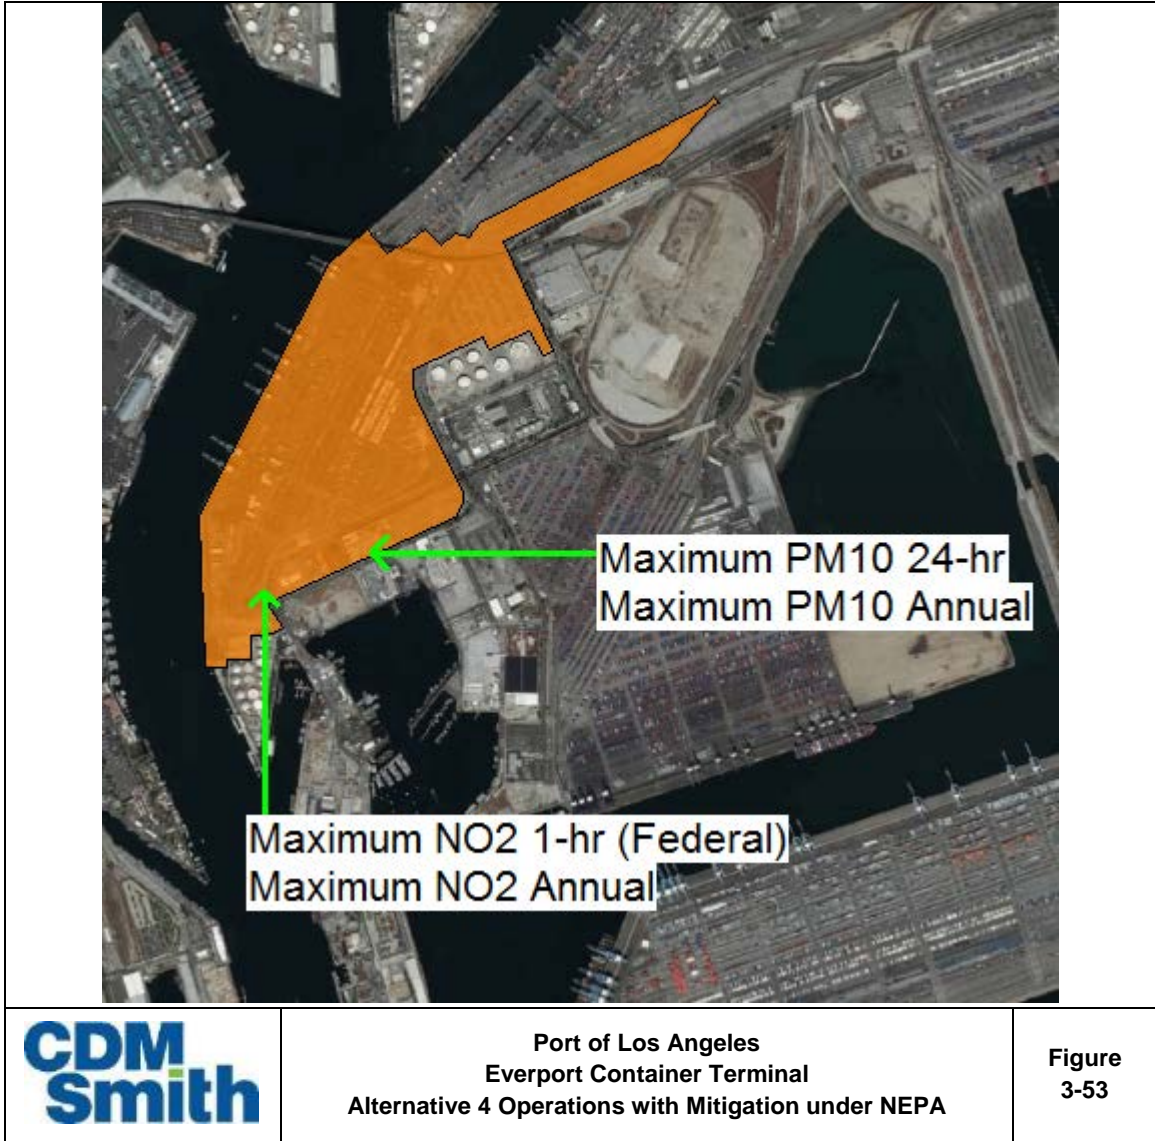 Maximum PM10 24-hr
Maximum PM10 Annual
Maximum NO2 1-hr (Federal)
Maximum NO2 Annual
CDM
Smith
Port of Los Angeles
Everport Container Terminal
Alternative 4 Operations with Mitigation under NEPA
Figure
3-53